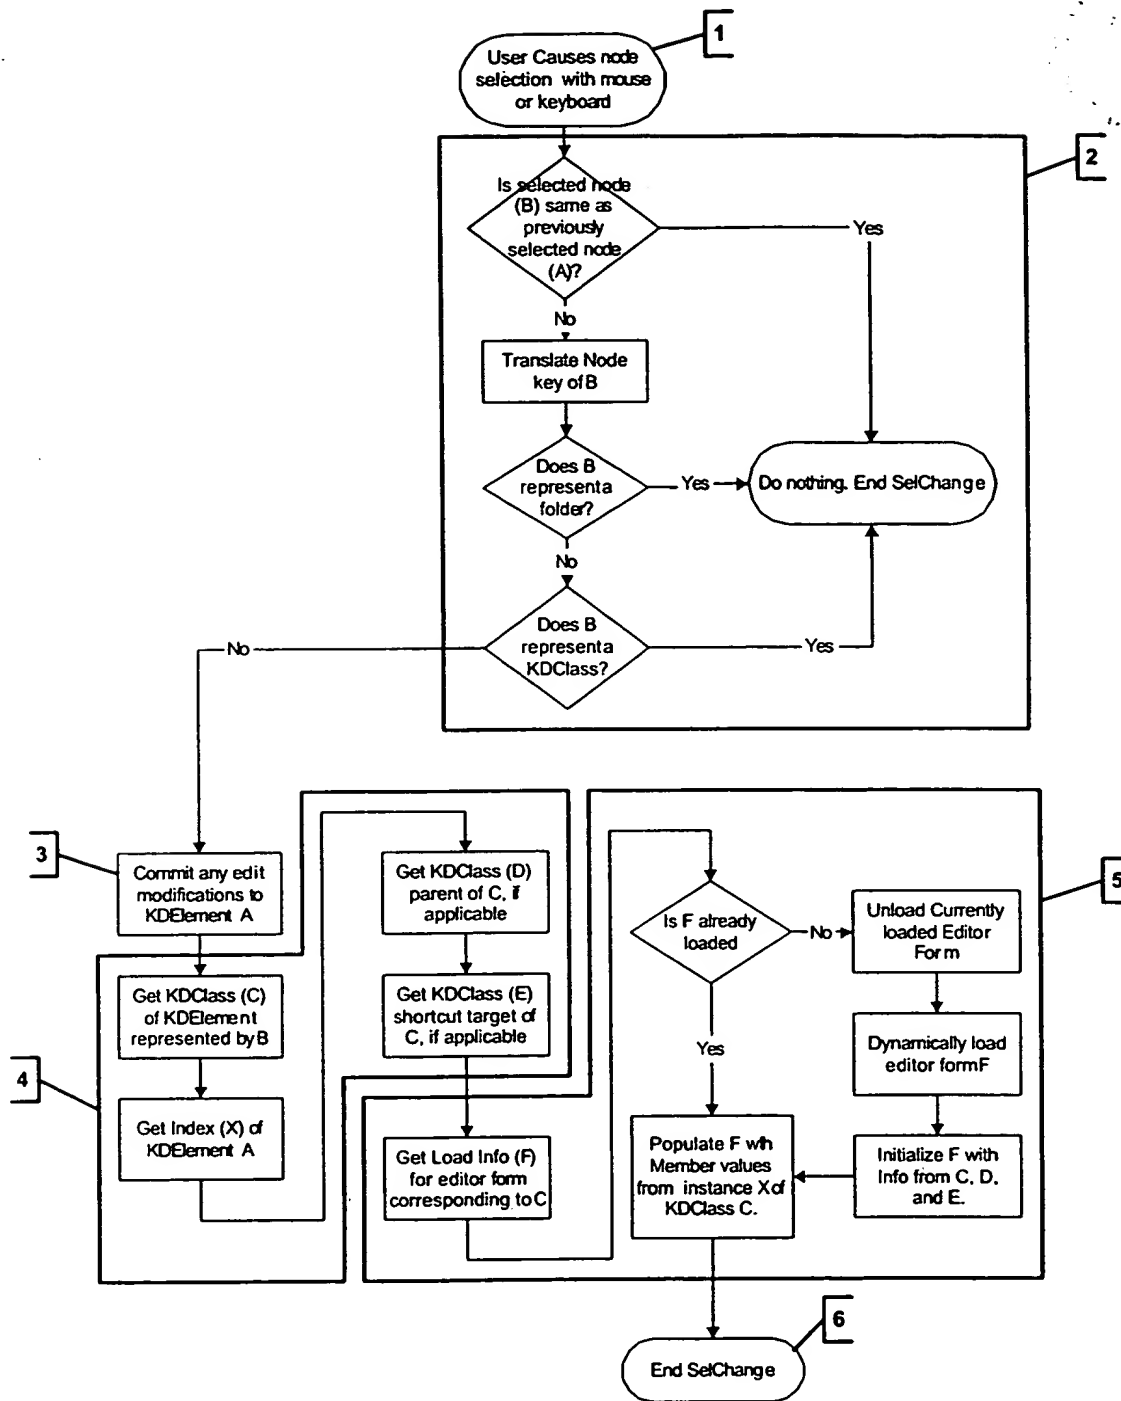 1
User Causes node
selection with mouse
or keyboard
2
Is selected node
(B) same as
previously
selected node
(A)?
Yes
No
Translate Node
key of B
Does B
represent a
folder?
Yes
Do nothing. End SelChange
No
Does B
represent a
KDClass?
Yes
No
3
Commit any edit
modifications to
KDElement A
Get KDClass (C)
of KDElement
represented by B
4
Get Index (X) of
KDElement A
Get KDClass (D)
parent of C, if
applicable
Get KDClass (E)
shortcut target of
C, if applicable
Get Load Info (F)
for editor form
corresponding to C
5
Is F already
loaded
No
Unload Currently
loaded Editor
Form
Yes
Dynamically load
editor form F
Populate F with
Member values
from instance X of
KDClass C.
Initialize F with
Info from C, D,
and E.
6
End SelChange